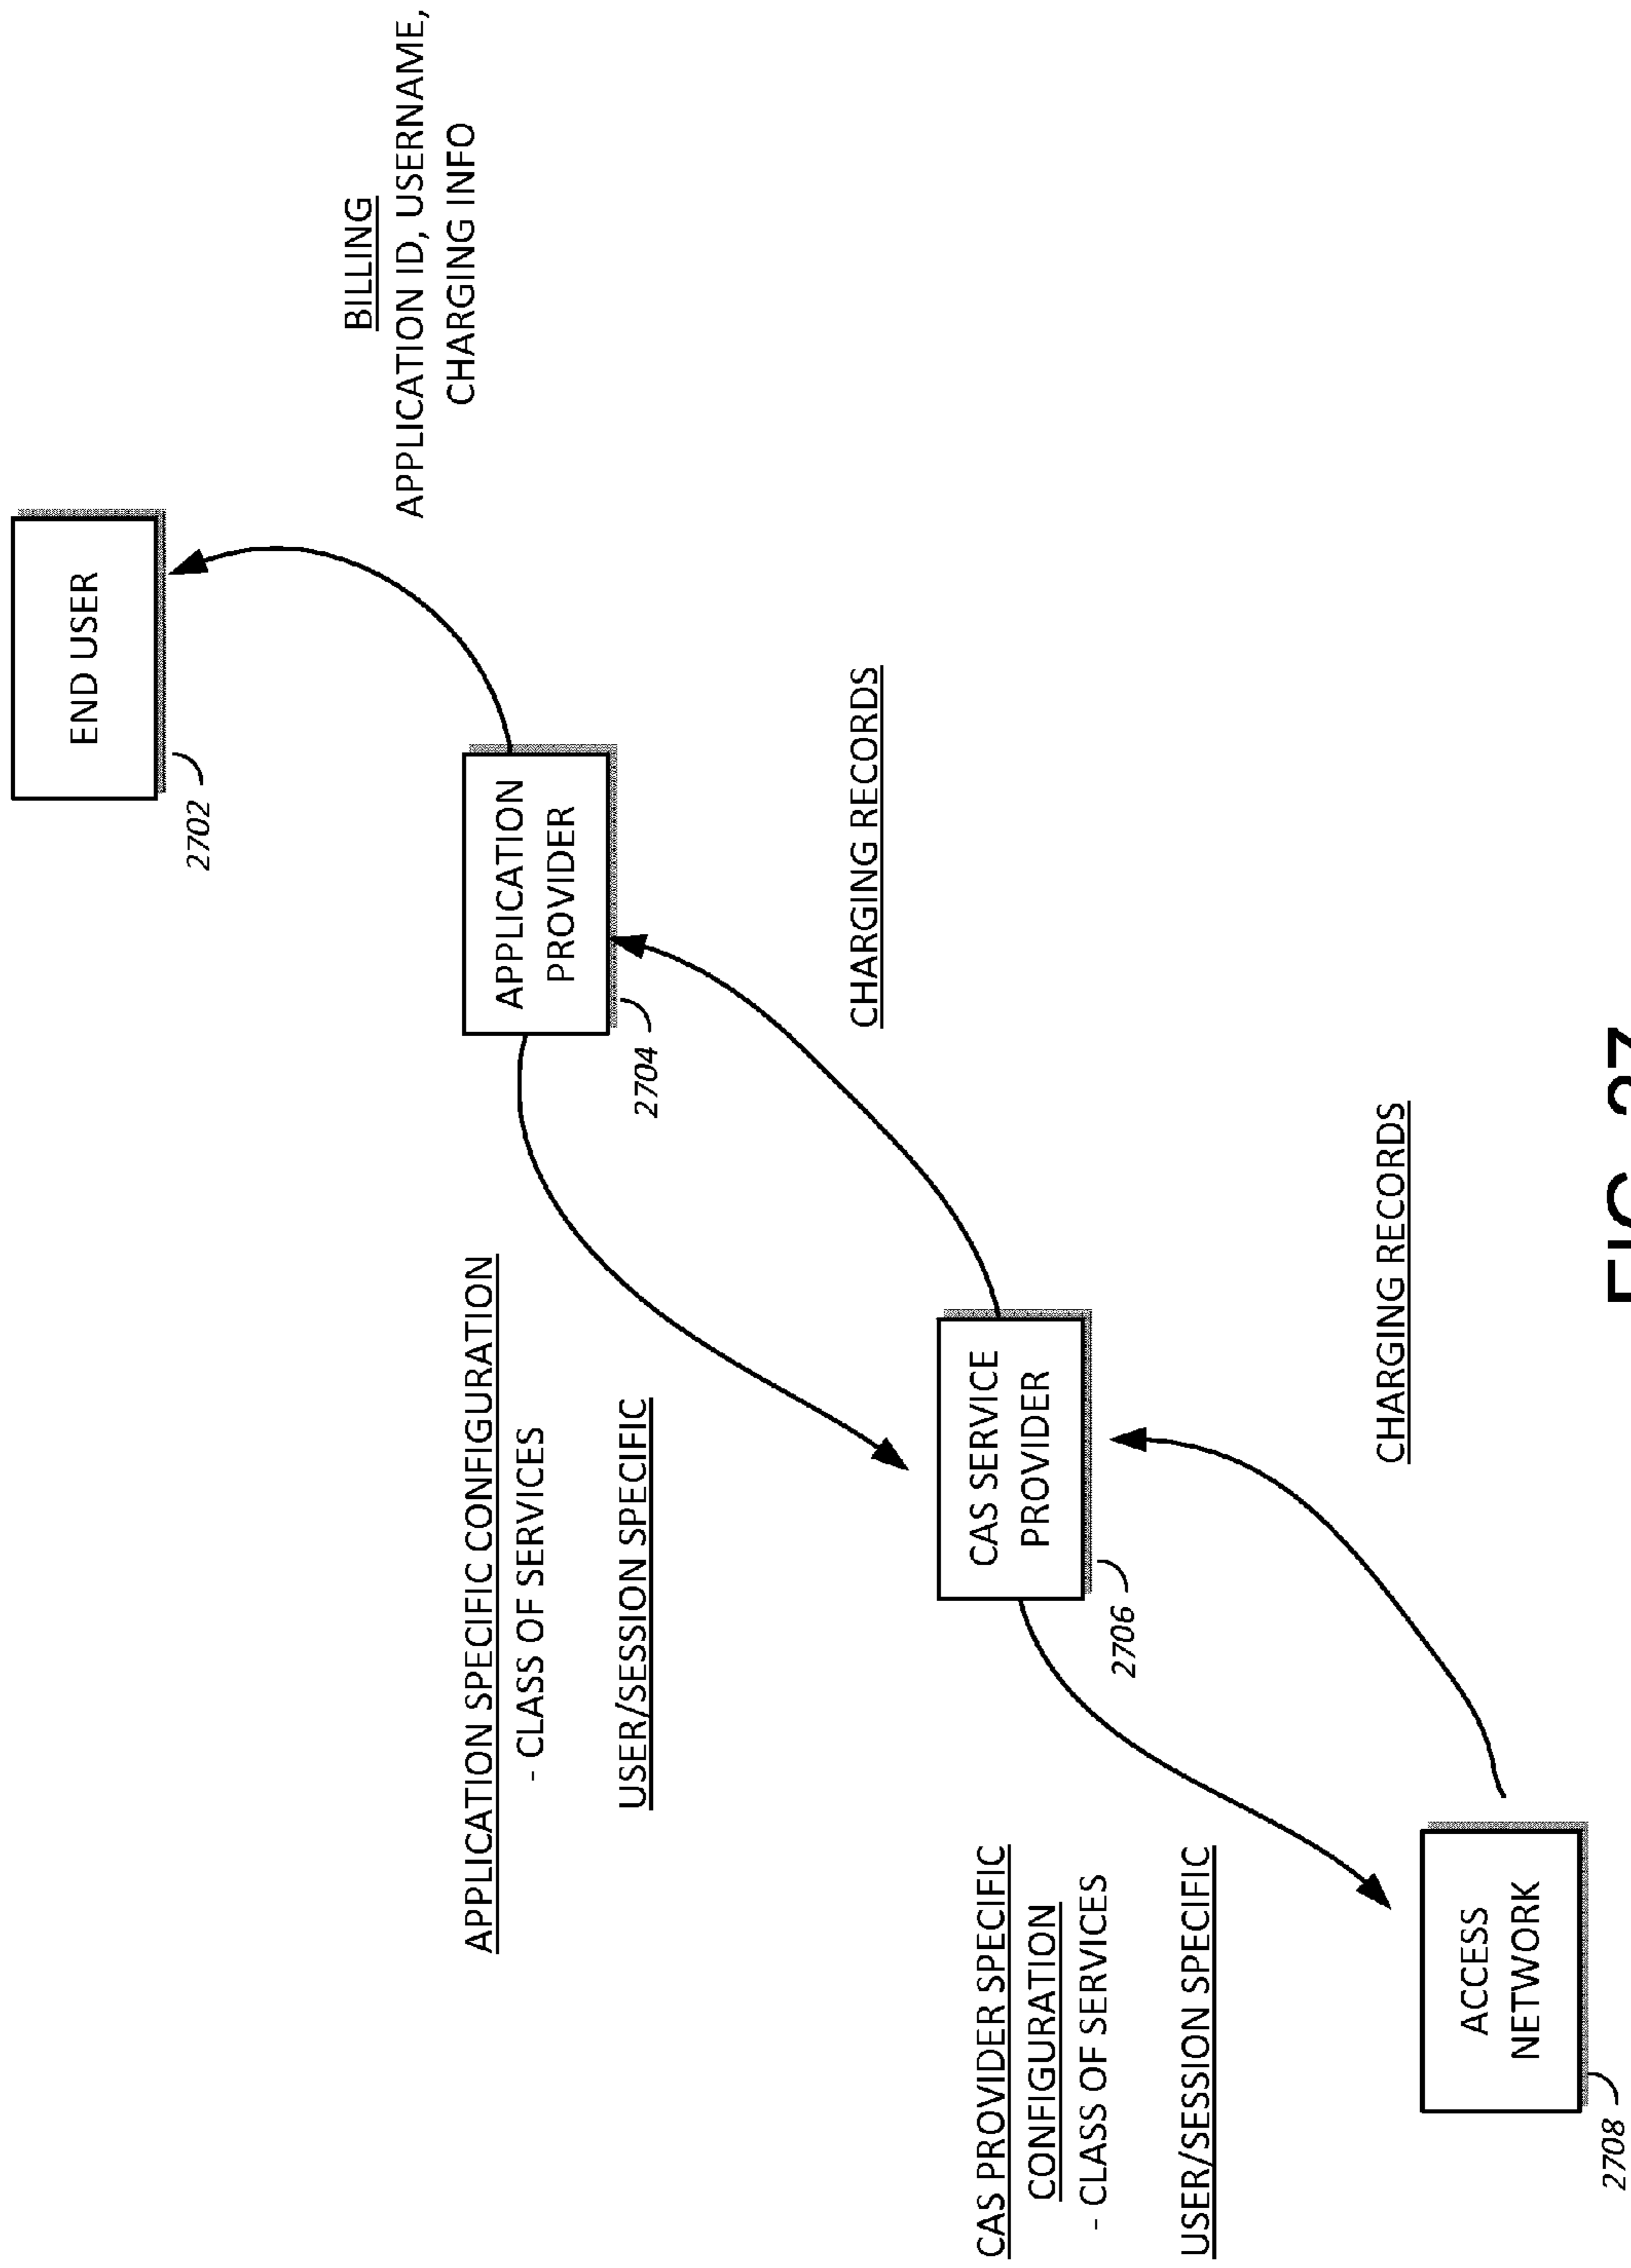 END USER
2702
BILLING
APPLICATION ID, USERNAME,
CHARGING INFO
APPLICATION
PROVIDER
2704
APPLICATION SPECIFIC CONFIGURATION
- CLASS OF SERVICES
USER/SESSION SPECIFIC
CHARGING RECORDS
CAS SERVICE
PROVIDER
2706
CAS PROVIDER SPECIFIC
CONFIGURATION
- CLASS OF SERVICES
USER/SESSION SPECIFIC
CHARGING RECORDS
ACCESS
NETWORK
2708